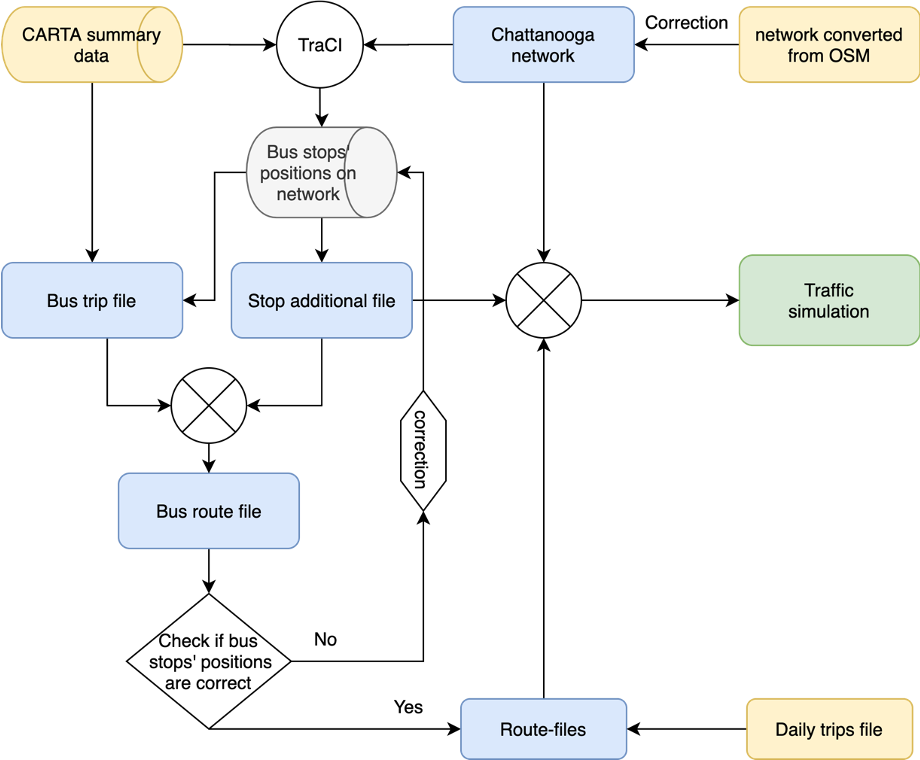 CARTA summary
data
TraCI
Chattanooga
network
Correction
network converted
from OSM
Bus stops'
positions on
network
Bus trip file
Stop additional file
Traffic
simulation
correction
Bus route file
Check if bus
stops' positions
are correct
No
Yes
Route-files
Daily trips file